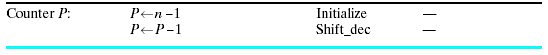 Counter P: P←n–1 Initialize —
P←P–1 Shift_dec —